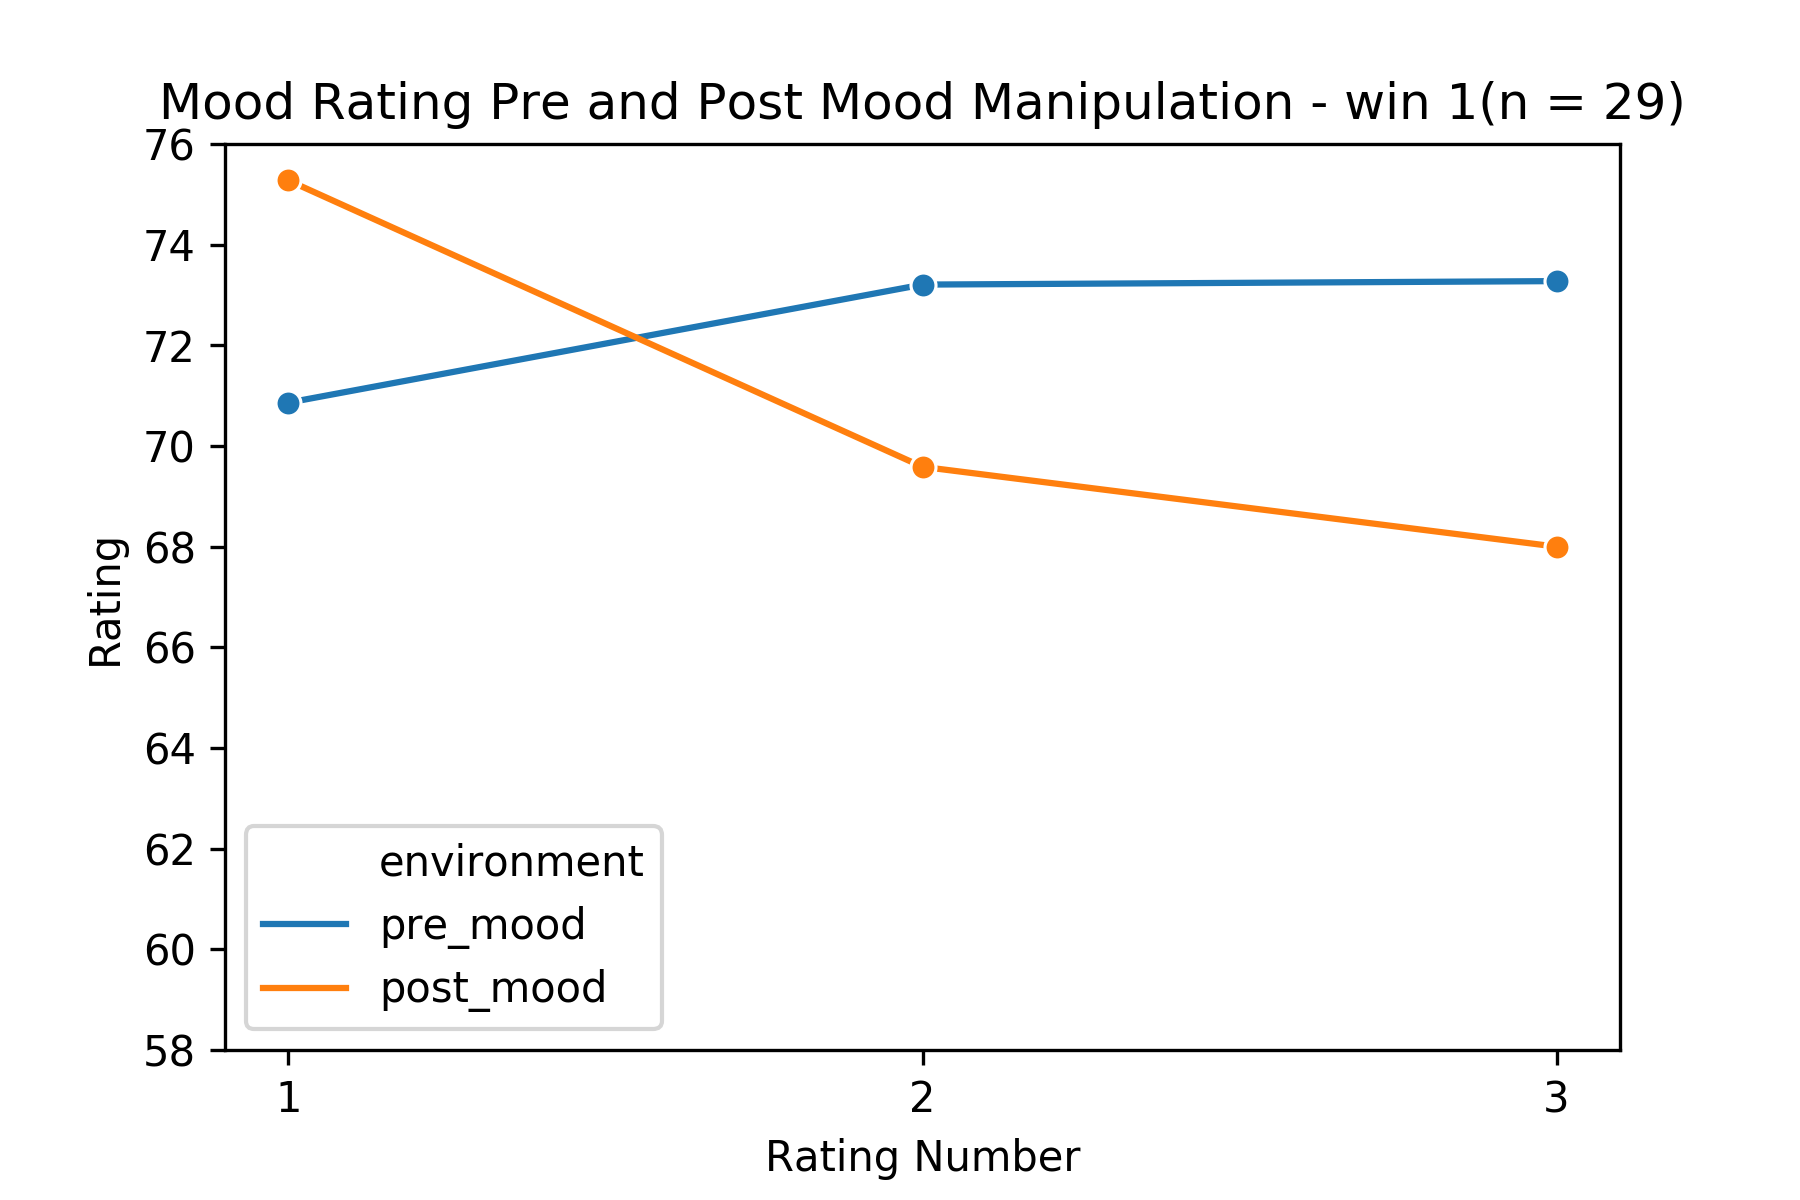 Mood Rating Pre and Post Mood Manipulation - win 1(n = 29)
76
74
72
70
68
66
64
62
60
58
Rating
environment
pre_mood
post_mood
1 2 3
Rating Number